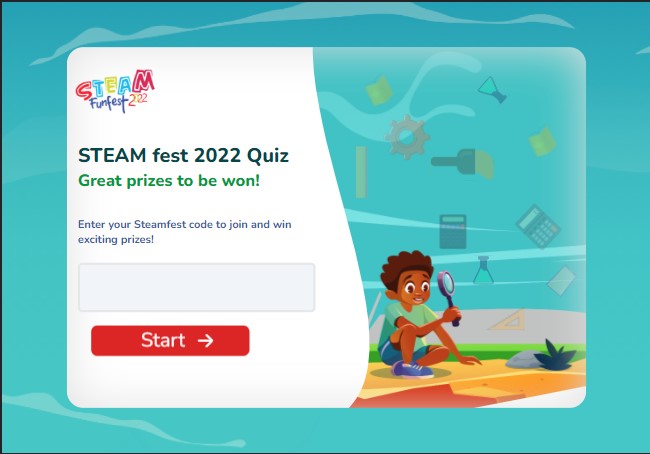 STEAM
Funfest 2022
STEAM fest 2022 Quiz
Great prizes to be won!
Enter your Steamfest code to join and win
exciting prizes!
Start →